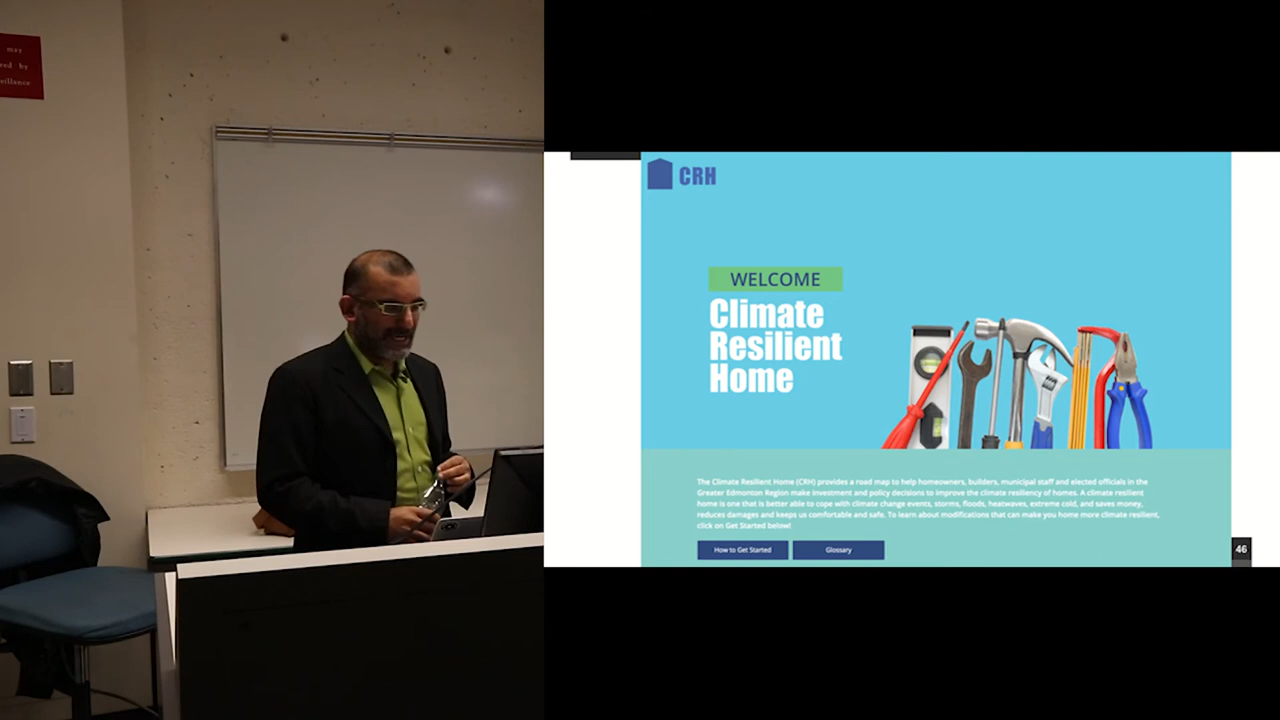 may
red by
eillance
CRH
WELCOME
Climate
Resilient
Home
The Climate Resilient Home (CRH) provides a road map to help homeowners, builders, municipal staff and elected officials in the
Greater Edmonton Region make investment and policy decisions to improve the climate resiliency of homes. A climate resilient
home is one that is better able to cope with climate change events, storms, floods, heatwaves, extreme cold, and saves money,
reduces damages and keeps us comfortable and safe. To learn about modifications that can make you home more climate resilient,
click on Get Started below!
How to Get Started
Glossary
46